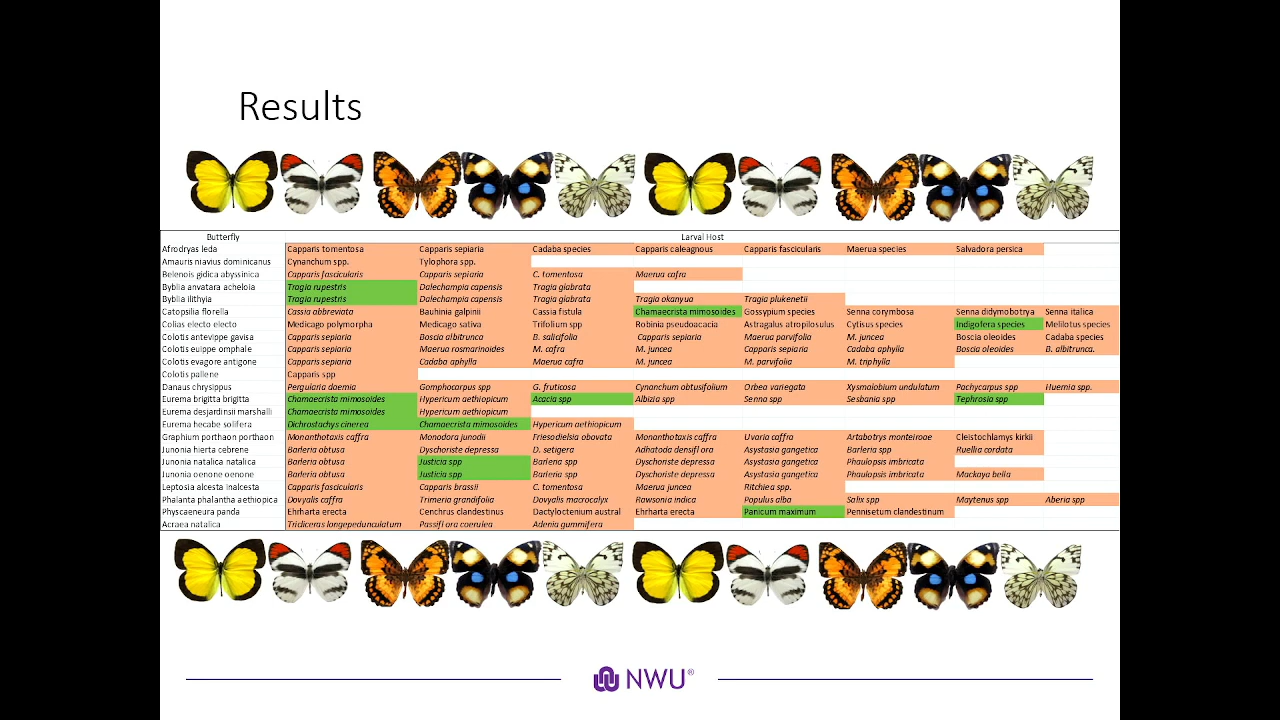 Results
Butterfly Larval Host
Afrodryas leda Capparis tomentosa Capparis sepiaria Cadaba species Capparis caleagnous Capparis fascicularis Maerua species Salvadora persica
Amauris niavius dominicanus Cynanchum spp. Tylophora spp.
Belenois gidica abyssinica Capparis fascicularis Capparis sepiaria C. tomentosa Maerua cafra
Byblia anvatara acheloia Tragia rupestris Dalechampia capensis Tragia glabrata
Byblia ilithyia Tragia rupestris Dalechampia capensis Tragia glabrata Tragia okanyua Tragia plukenetii
Catopsilia florella Cassia abbreviata Bauhinia galpinii Cassia fistula Chamaecrista mimosoides Gossypium species Senna corymbosa Senna didymobotrya Senna italica
Colias electo electo Medicago polymorpha Medicago sativa Trifolium spp Robinia pseudoacacia Astragalus atropilosulus Cytisus species Indigofera species Melilotus species
Colotis antevippe gavisa Capparis sepiaria Boscia albitrunca B. salicifolia Capparis sepiaria Maerua parvifolia M. juncea Boscia oleoides Cadaba species
Colotis euippe omphale Capparis sepiaria Maerua rosmarinoides M. cafra M. juncea Capparis sepiaria Cadaba aphylla Boscia oleoides B. albitrunca.
Colotis evagore antigone Capparis sepiaria Cadaba aphylla Maerua cafra M. juncea M. parvifolia M. triphylla
Colotis pallene Capparis spp
Danaus chrysippus Pergularia daemia Gomphocarpus spp G. fruticosa Cynanchum obtusifolium Orbea variegata Xysmalobium undulatum Pachycarpus spp Huernia spp.
Eurema brigitta brigitta Chamaecrista mimosoides Hypericum aethiopicum Acacia spp Albizia spp Senna spp Sesbania spp Tephrosia spp
Eurema desjardinsii marshalli Chamaecrista mimosoides Hypericum aethiopicum
Eurema hecabe solifera Dichrostachys cinerea Chamaecrista mimosoides Hypericum aethiopicum
Graphium porthaon porthaon Monanthotaxis caffra Monodora junodii Friesodielsia obovata Monanthotaxis caffra Uvaria caffra Artabotrys monteiroae Cleistochlamys kirkii
Junonia hierta cebrene Barleria obtusa Dyschoriste depressa D. setigera Adhatoda densifl ora Asystasia gangetica Barleria spp Ruellia cordata
Junonia natalica natalica Barleria obtusa Justicia spp Barleria spp Dyschoriste depressa Asystasia gangetica Phaulopsis imbricata
Junonia oenone oenone Barleria obtusa Justicia spp Barleria spp Dyschoriste depressa Asystasia gangetica Phaulopsis imbricata Mackaya bella
Leptosia alcesta inalcesta Capparis fascicularis Capparis brassii C. tomentosa Maerua juncea Ritchiea spp.
Phalanta phalantha aethiopica Dovyalis caffra Trimeria grandifolia Dovyalis macrocalyx Rawsonia indica Populus alba Salix spp Maytenus spp Aberia spp
Physcaeneura panda Ehrharta erecta Cenchrus clandestinus Dactyloctenium austral Ehrharta erecta Panicum maximum Pennisetum clandestinum
Acraea natalica Tridiceras longepedunculatum Passifl ora coerulea Adenia gummifera
NWU®